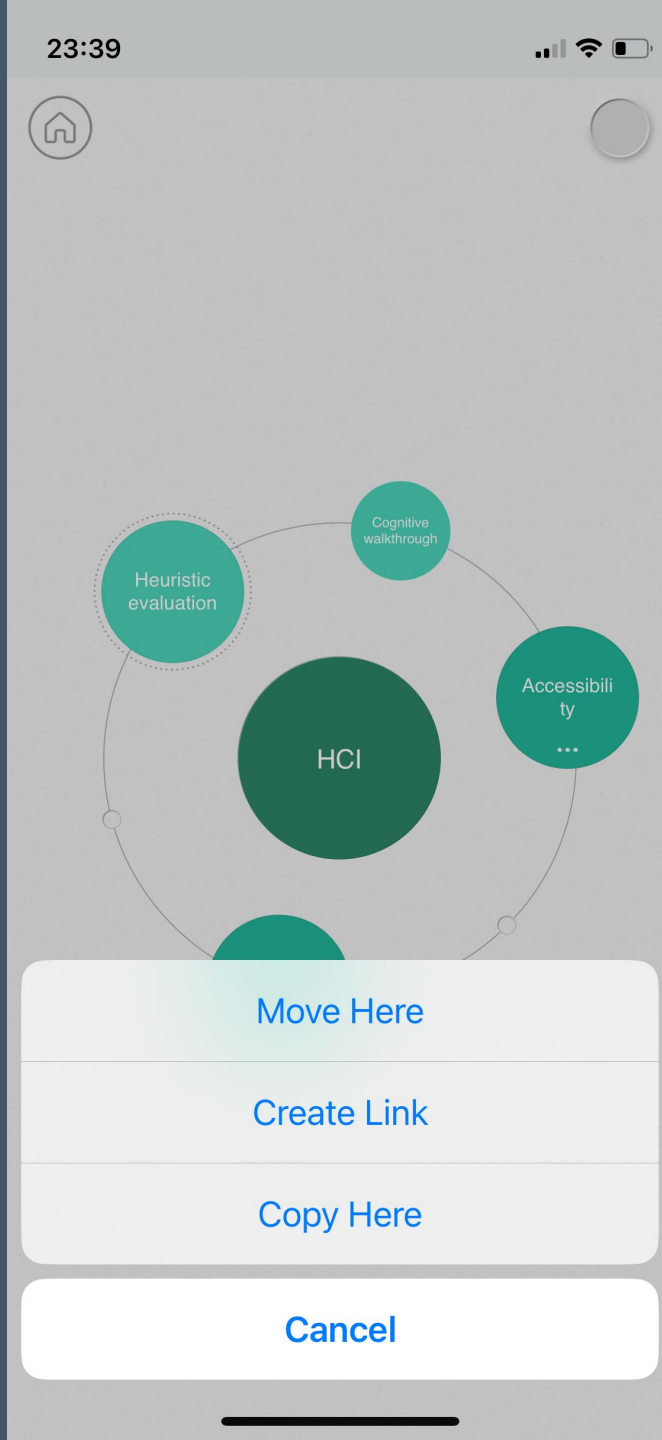 23:39
Cognitive
walkthrough
Heuristic
evaluation
Accessibili
ty
...
HCI
Move Here
Create Link
Copy Here
Cancel